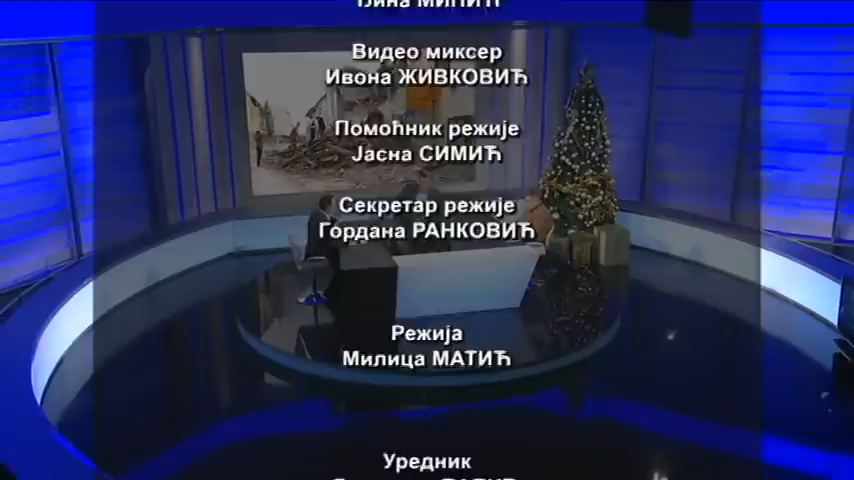 Видео миксер
Ивона ЖИВКОВИЋ
Помоћник режије
Јасна СИМИЋ
Секретар режије
Гордана РАНКОВИЋ
Режија
Милица МАТИЋ
Уредник